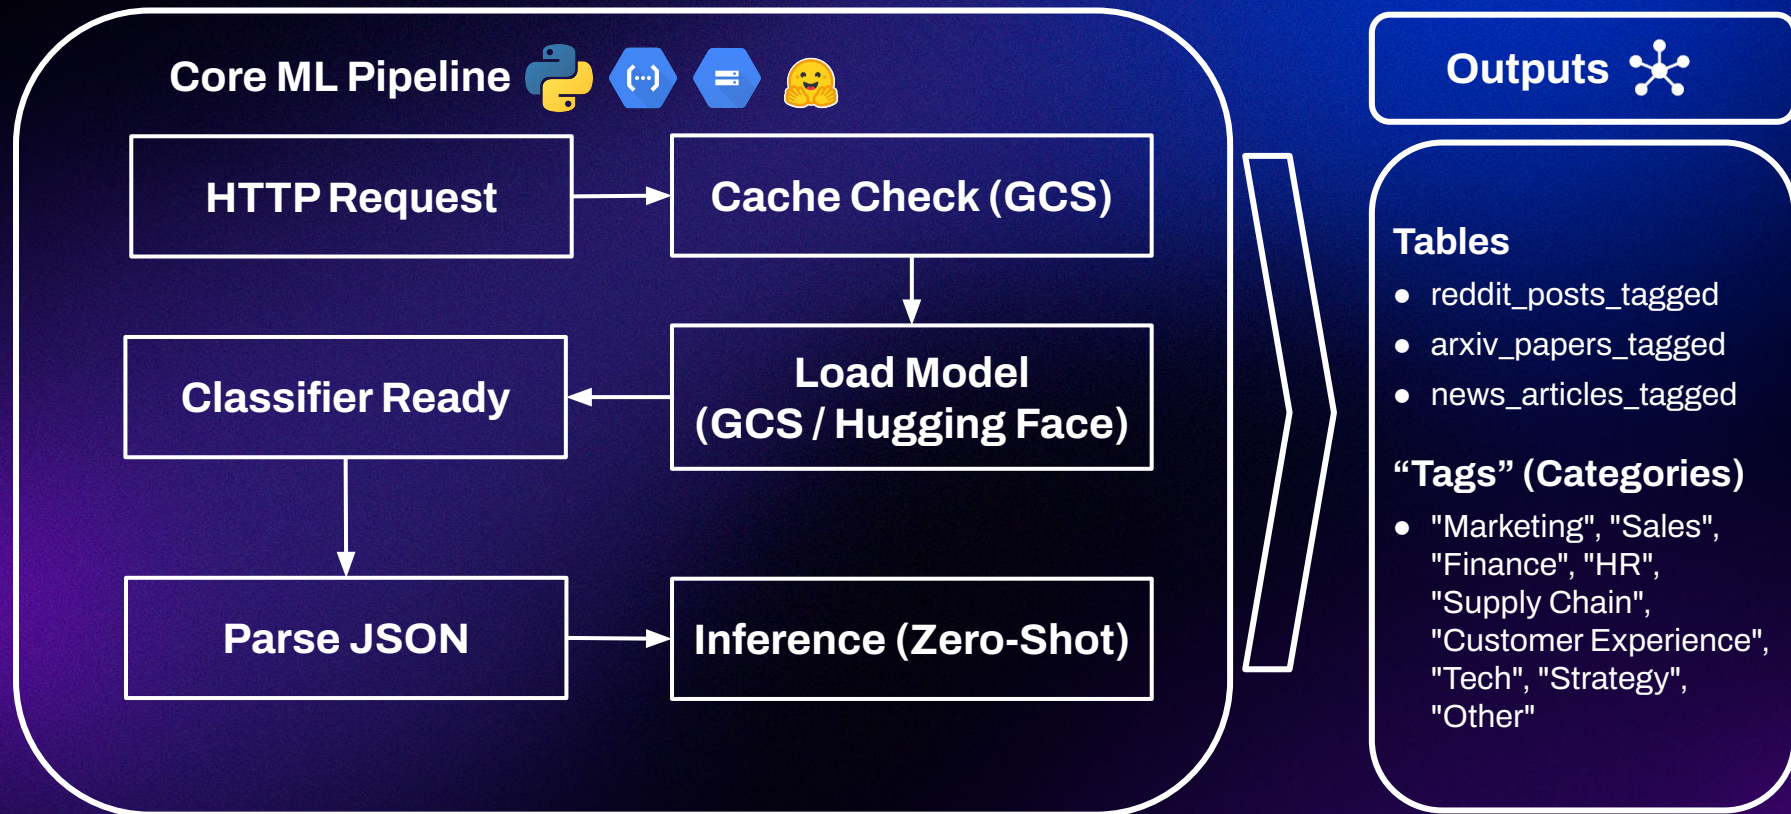 Core ML Pipeline
HTTP Request
Cache Check (GCS)
Classifier Ready
Load Model
(GCS / Hugging Face)
Parse JSON
Inference (Zero-Shot)
Outputs
Tables
● reddit_posts_tagged
● arxiv_papers_tagged
● news_articles_tagged
“Tags” (Categories)
● "Marketing", "Sales",
"Finance", "HR",
"Supply Chain",
"Customer Experience",
"Tech", "Strategy",
"Other"